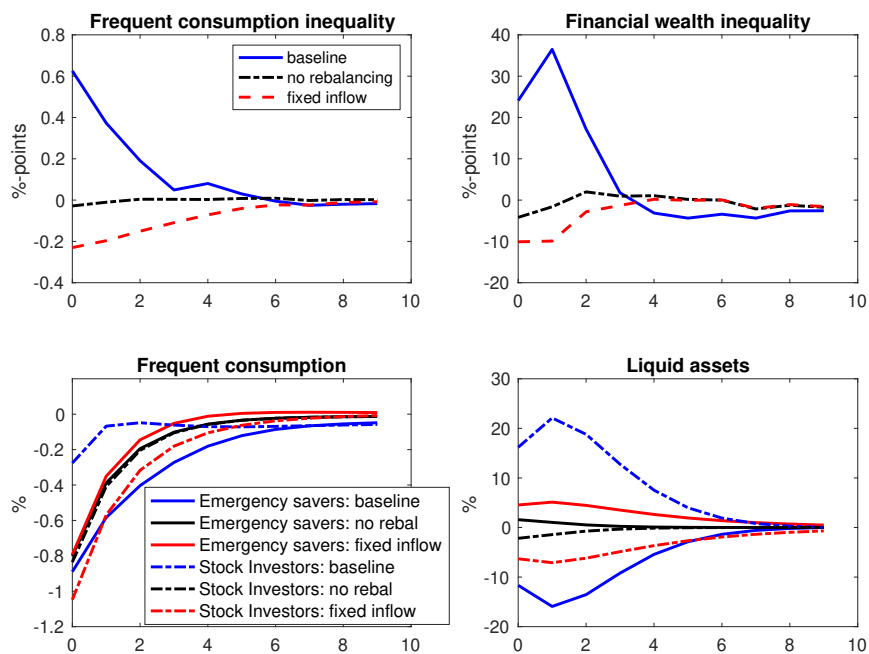 Frequent consumption inequality
%-points
0.8
0.6
0.4
0.2
0
-0.2
-0.4
0 2 4 6 8 10
baseline
no rebalancing
fixed inflow
Financial wealth inequality
%-points
40
30
20
10
0
-10
-20
0 2 4 6 8 10
Frequent consumption
%
0
-0.2
-0.4
-0.6
-0.8
-1
-1.2
0 2 4 6 8 10
Emergency savers: baseline
Emergency savers: no rebal
Emergency savers: fixed inflow
Stock Investors: baseline
Stock Investors: no rebal
Stock Investors: fixed inflow
Liquid assets
%
30
20
10
0
-10
-20
0 2 4 6 8 10